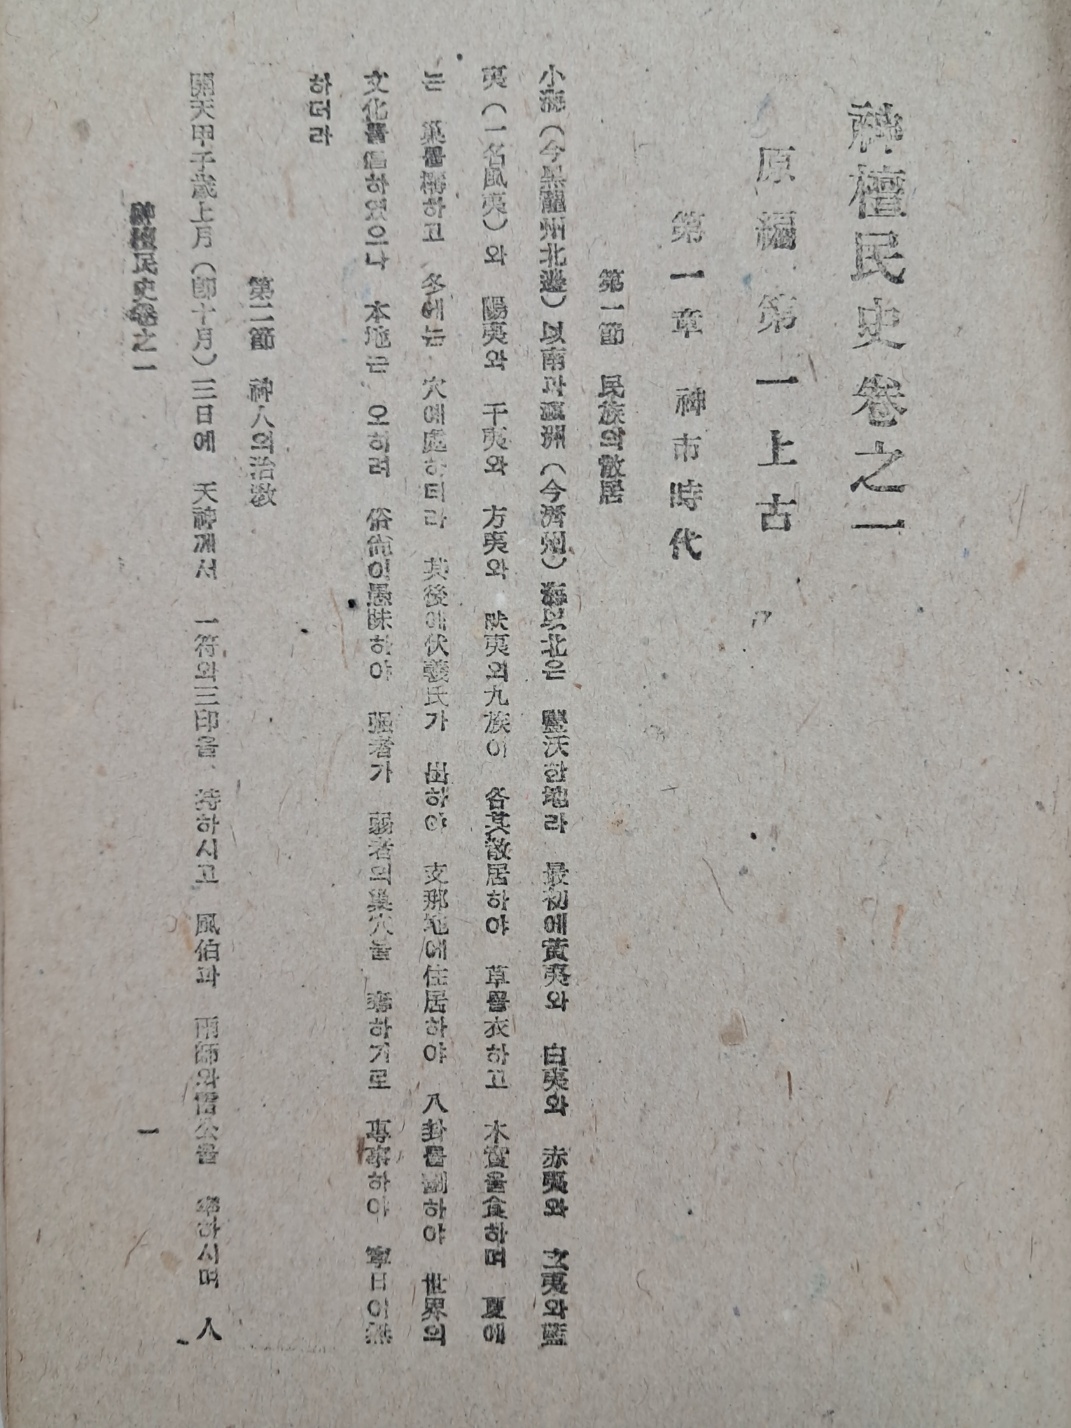 神檀民史卷之一
原編 第一 上古
第一章 神市時代
第一節 民族의散居
小海(今黑龍州北邊)以南과瀛洲(今濟州)海以北은 豐沃한地라 最初에黃夷와 白夷와 赤夷와 玄夷와藍
夷(一名風夷)와 陽夷와 干夷와 方夷와 畎夷의九族이 各其散居하야 草를衣하고 木實을食하며 夏에
는 巢를搆하고 冬에는 穴에處하더라 其後에伏羲氏가 出하야 支那地에住居하야 八卦를劃하야 世界의
文化를 하였으나 本地는 오히려 俗尙이愚昧하야 强者가 弱者의巢穴을 奪하기로 專事하야 寧日이無
하더라
第二節 神人의治敎
開天甲子歲上月(卽十月)三日에 天神께서 一符와三印을 持하시고 風伯과 雨師와雷公을 率하시며 人
神檀民史卷之一
一